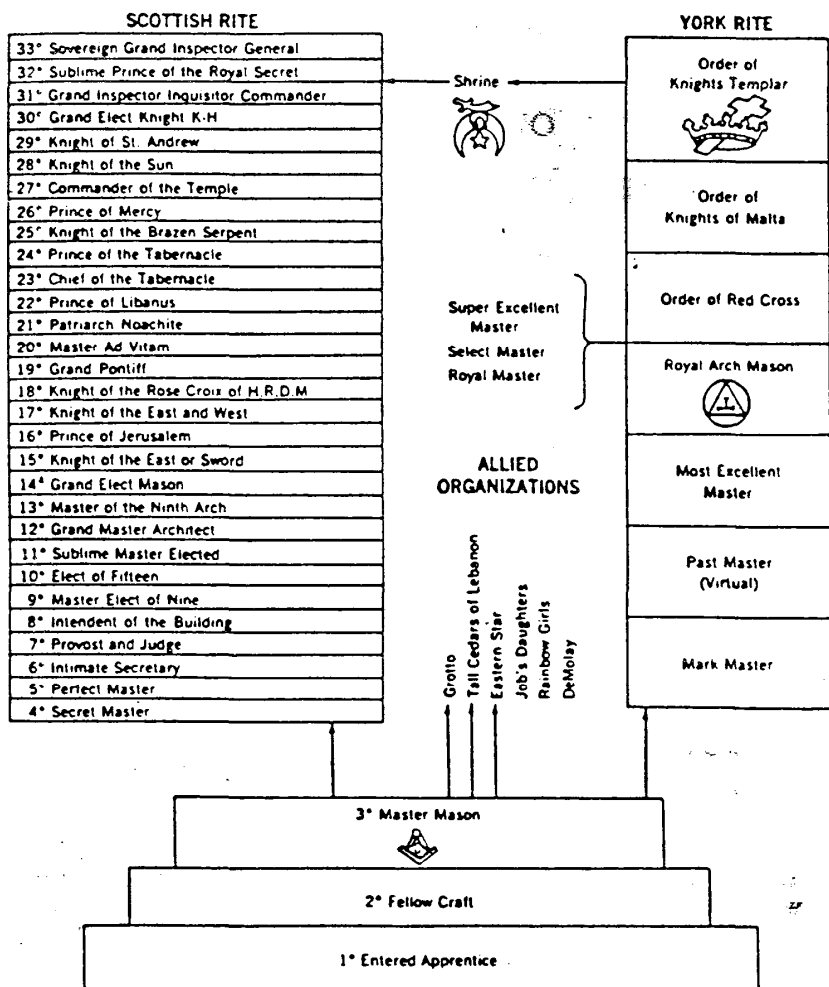 SCOTTISH RITE
33° Sovereign Grand Inspector General
32° Sublime Prince of the Royal Secret
31° Grand Inspector Inquisitor Commander
30° Grand Elect Knight K-H
29° Knight of St. Andrew
28° Knight of the Sun
27° Commander of the Temple
26° Prince of Mercy
25° Knight of the Brazen Serpent
24° Prince of the Tabernacle
23° Chief of the Tabernacle
22° Prince of Libanus
21° Patriarch Noachite
20° Master Ad Vitam
19° Grand Pontiff
18° Knight of the Rose Croix of H.R.D.M
17° Knight of the East and West
16° Prince of Jerusalem
15° Knight of the East or Sword
14° Grand Elect Mason
13° Master of the Ninth Arch
12° Grand Master Architect
11° Sublime Master Elected
10° Elect of Fifteen
9° Master Elect of Nine
8° Intendent of the Building
7° Provost and Judge
6° Intimate Secretary
5° Perfect Master
4° Secret Master
Shrine
Super Excellent
Master
Select Master
Royal Master
ALLIED
ORGANIZATIONS
Grotto
Tall Cedars of Lebanon
Eastern Star
Job's Daughters
Rainbow Girls
DeMolay
YORK RITE
Order of
Knights Templar
Order of
Knights of Malta
Order of Red Cross
Royal Arch Mason
Most Excellent
Master
Past Master
(Virtual)
Mark Master
3° Master Mason
2° Fellow Craft
1° Entered Apprentice